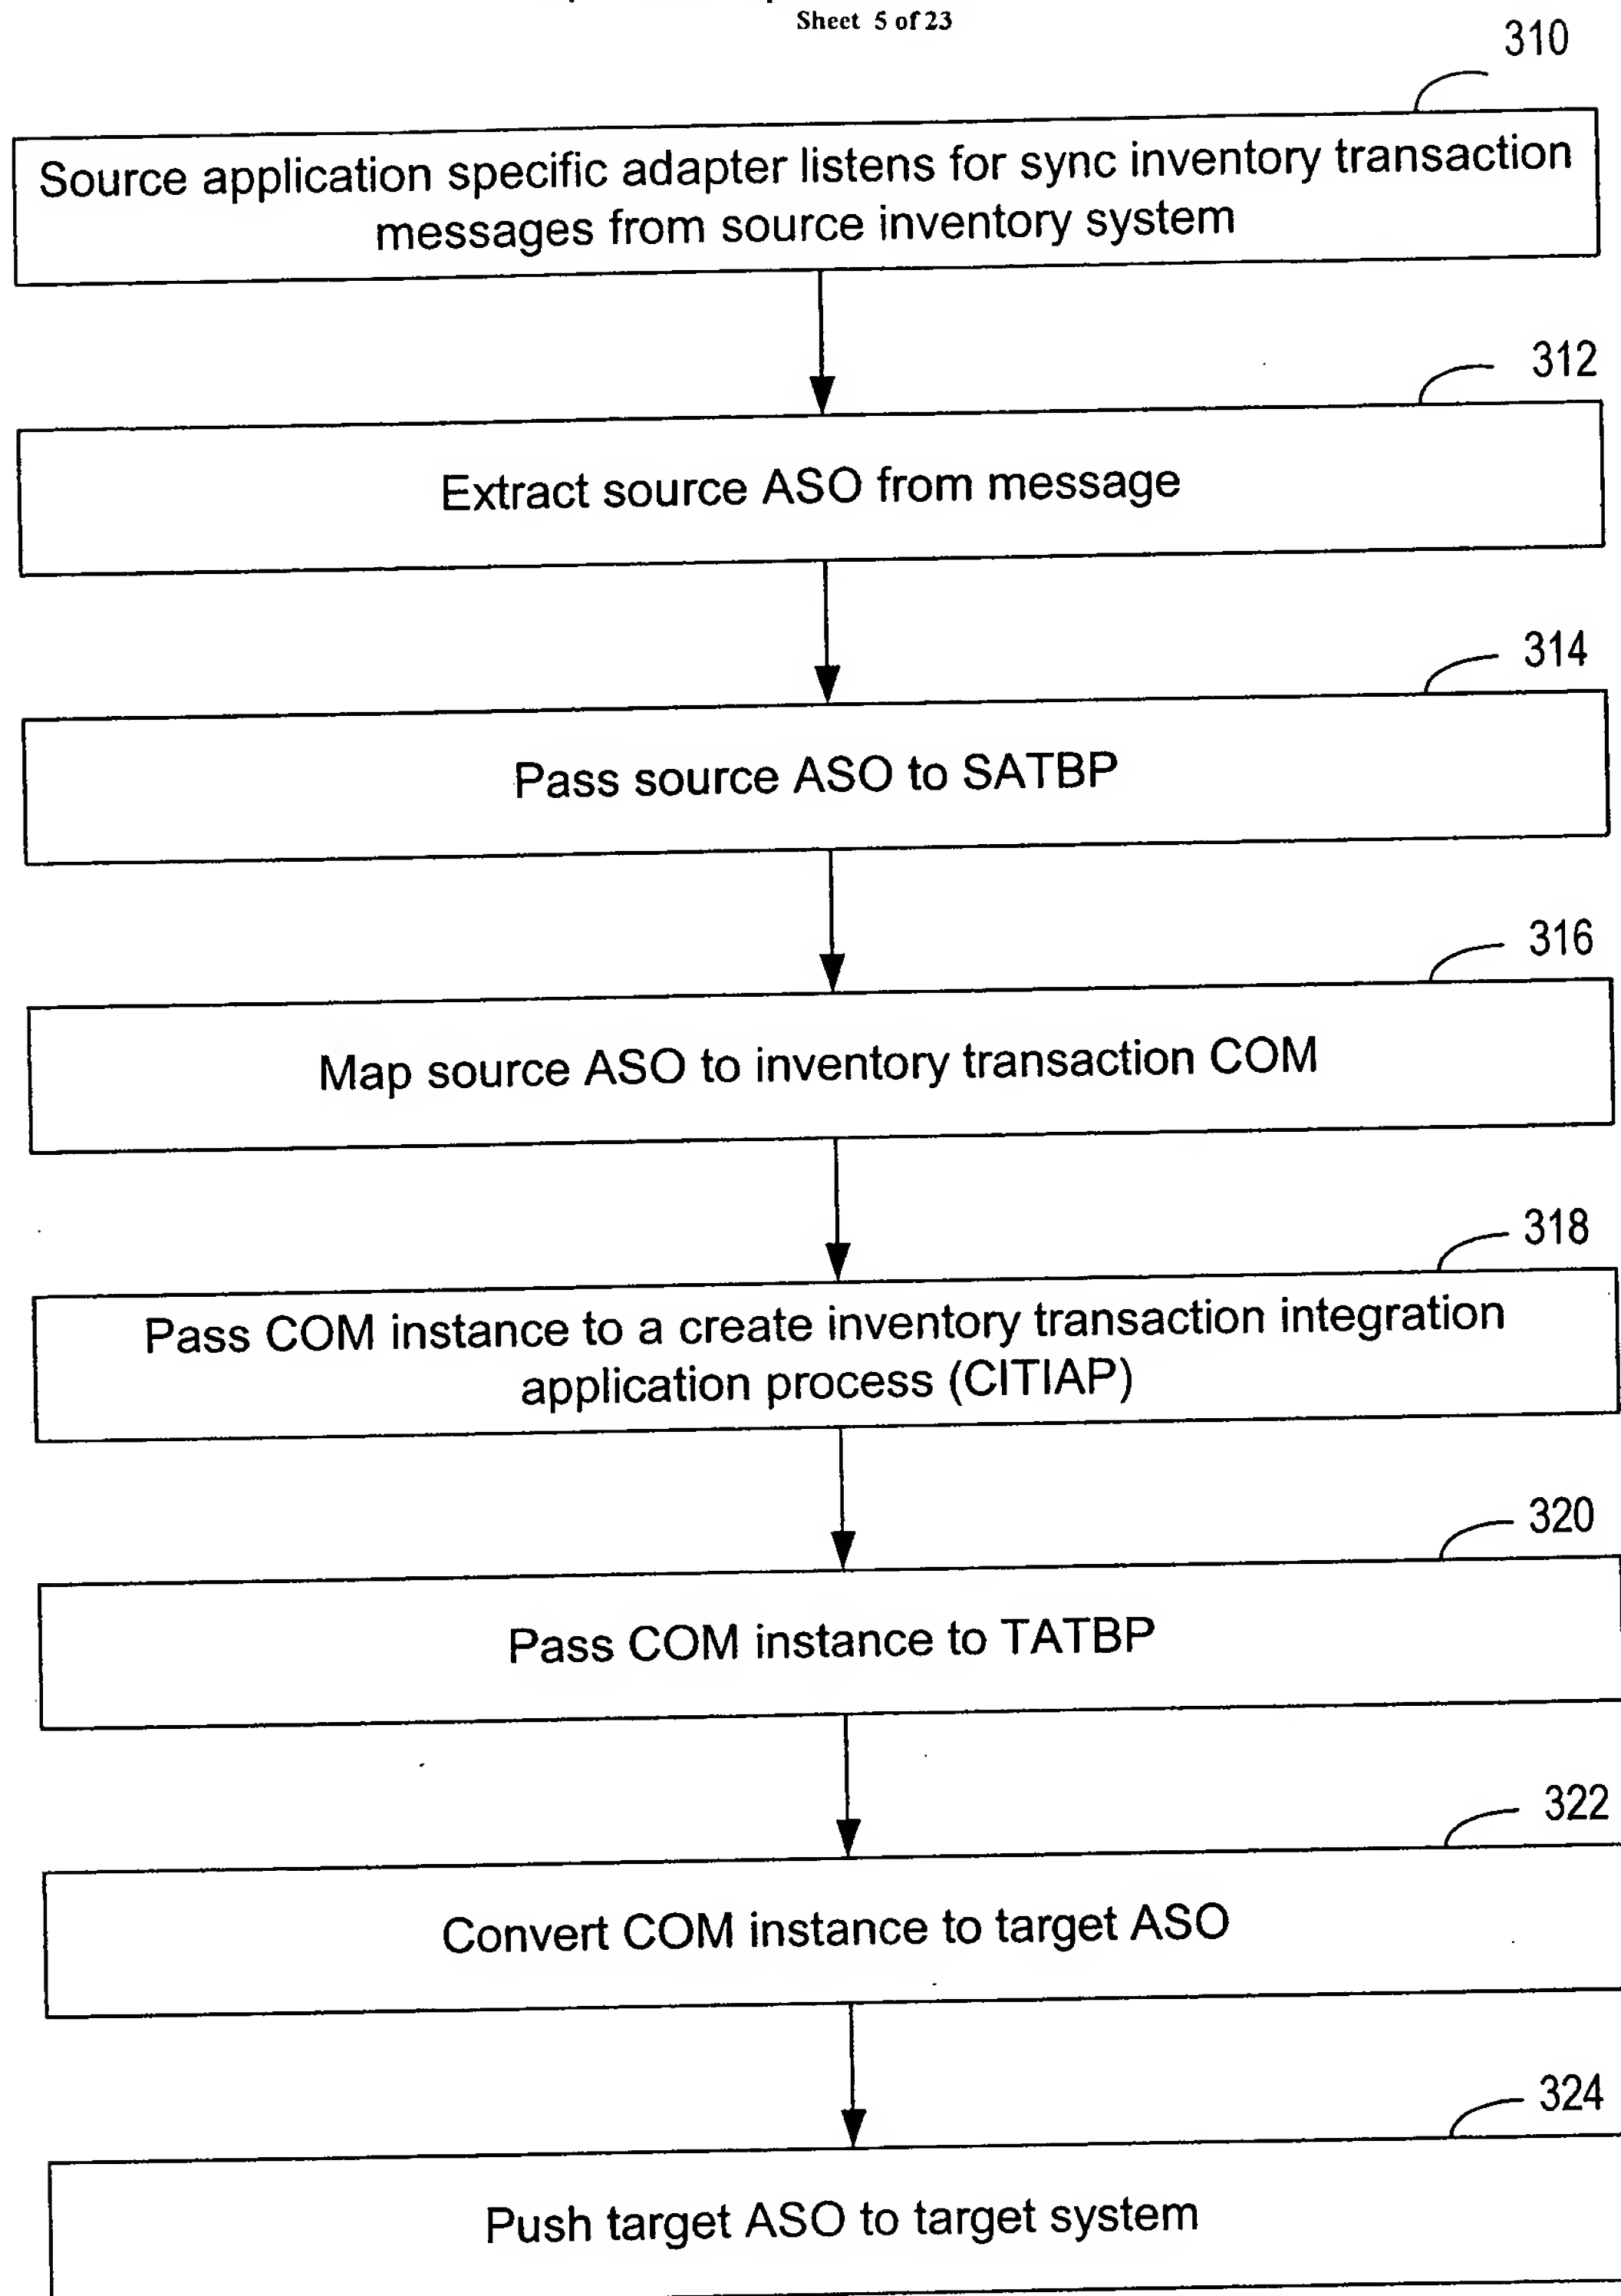 Sheet 5 of 23
310
Source application specific adapter listens for sync inventory transaction
messages from source inventory system
312
Extract source ASO from message
314
Pass source ASO to SATBP
316
Map source ASO to inventory transaction COM
318
Pass COM instance to a create inventory transaction integration
application process (CITIAP)
320
Pass COM instance to TATBP
322
Convert COM instance to target ASO
324
Push target ASO to target system